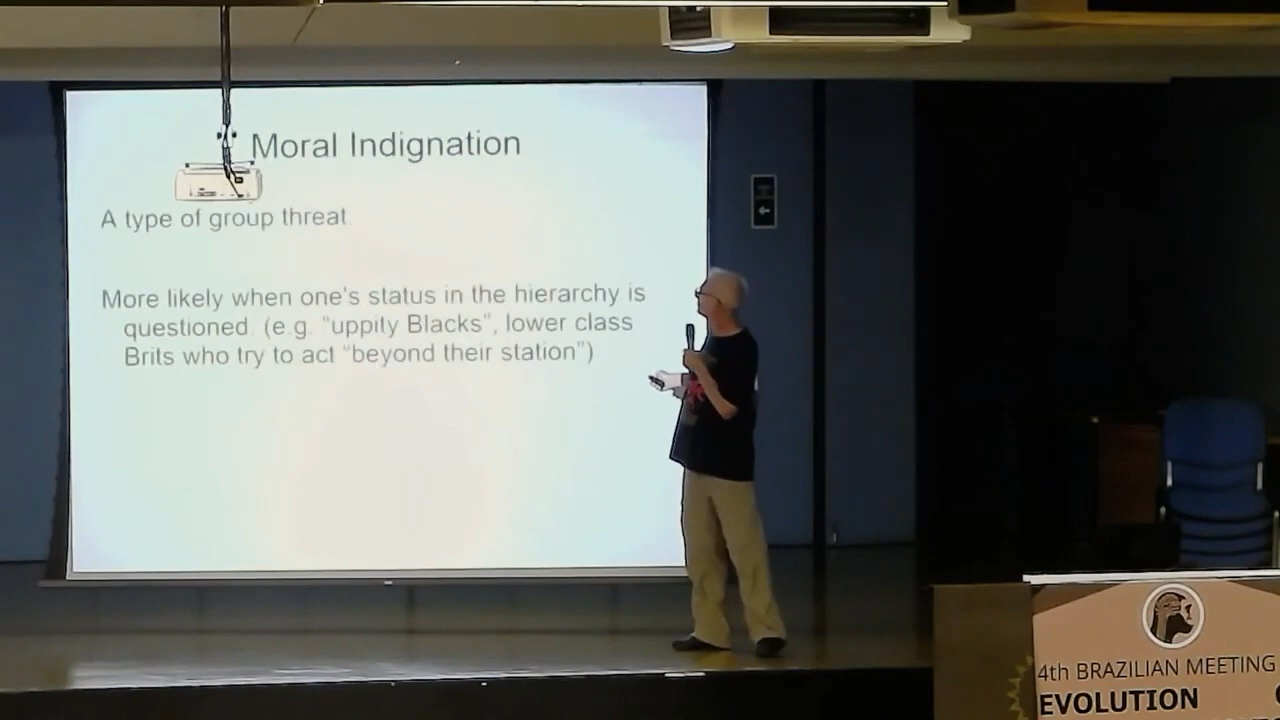 Moral Indignation
A type of group threat
More likely when one's status in the hierarchy is
questioned. (e.g. "uppity Blacks", lower class
Brits who try to act "beyond their station")
4th BRAZILIAN MEETING
EVOLUTION